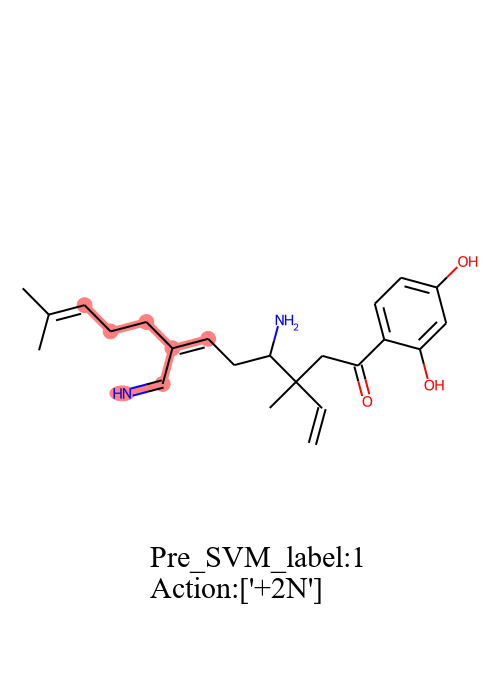 OH
NH2
HN
OH
O
Pre_SVM_label:1
Action:['+2N']